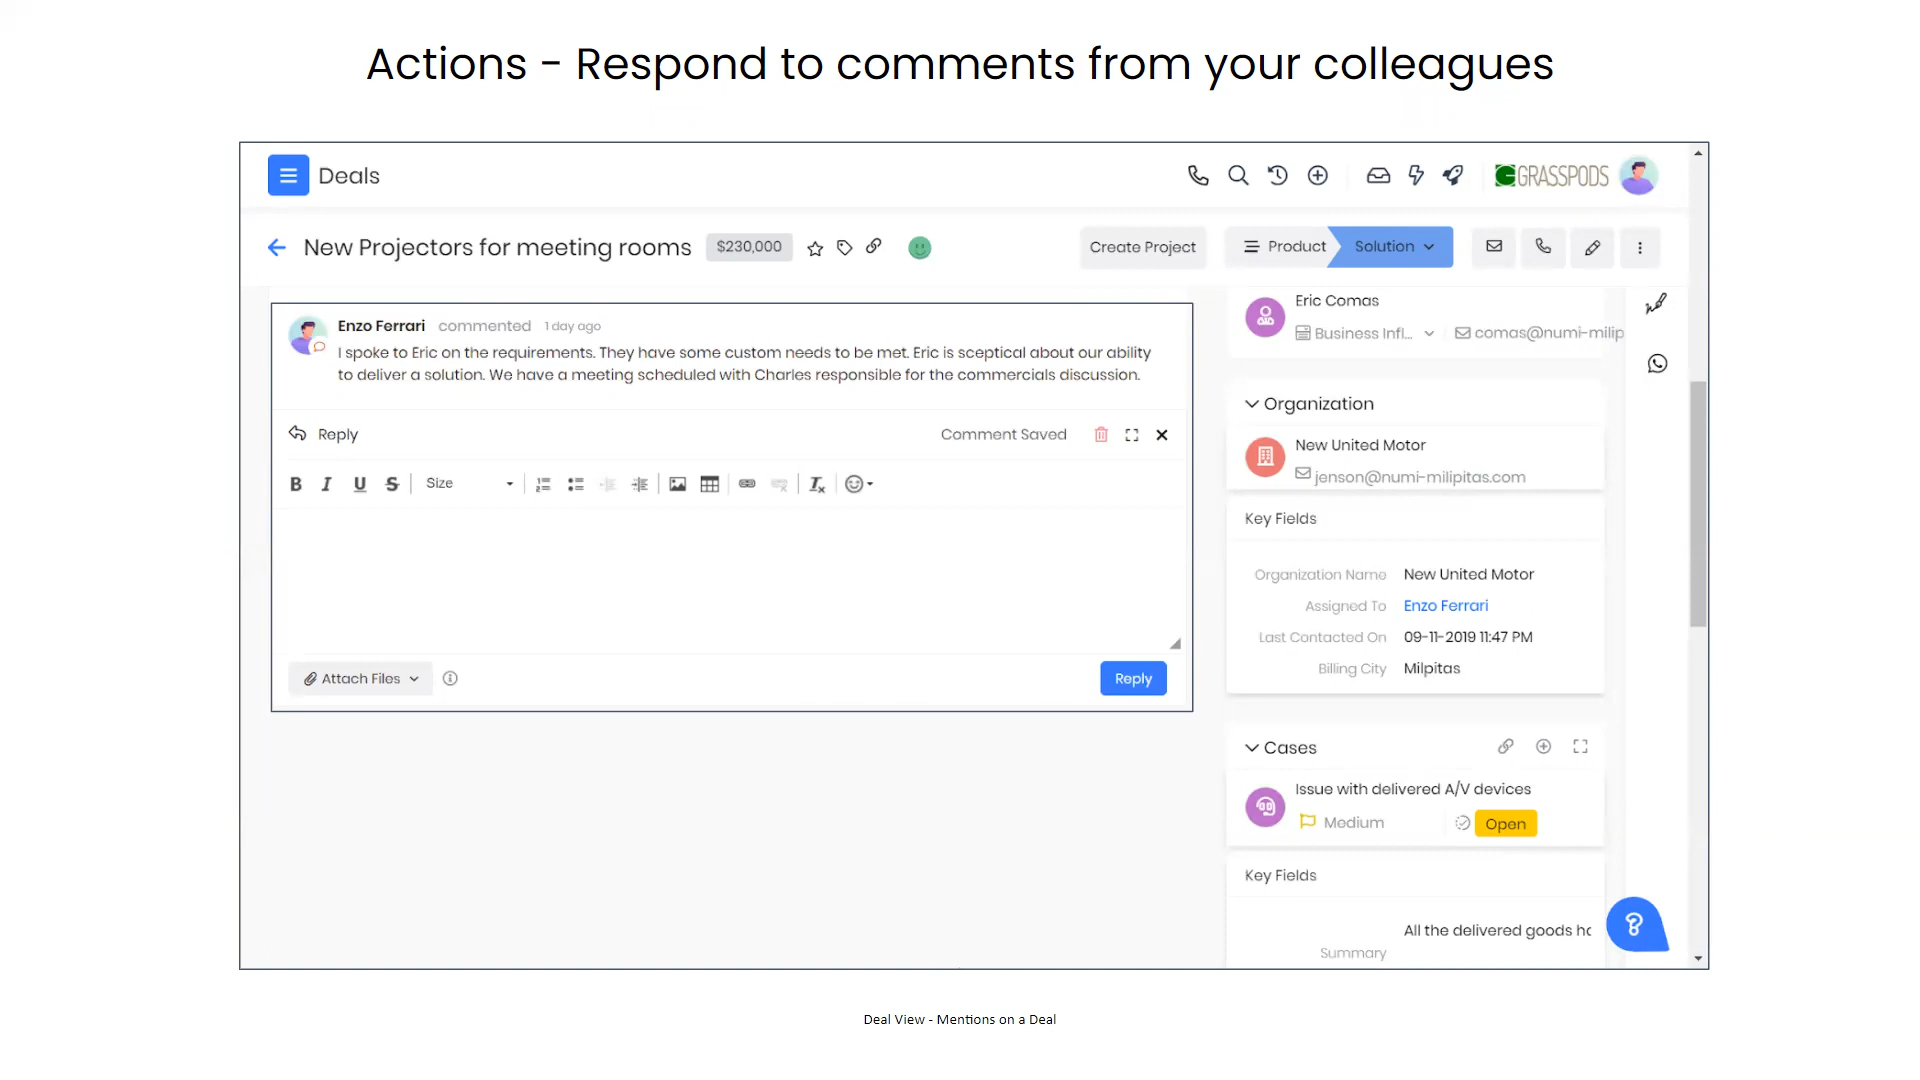 Actions - Respond to comments from your colleagues
Deals
GRASSPODS
New Projectors for meeting rooms
$230,000
Create Project
Product
Solution
Enzo Ferrari commented 1 day ago
I spoke to Eric on the requirements. They have some custom needs to be met. Eric is sceptical about our ability
to deliver a solution. We have a meeting scheduled with Charles responsible for the commercials discussion.
Reply
Comment Saved
B I U S Size
Attach Files
Reply
Eric Comas
Business Infl...
comas@numi-milip
Organization
New United Motor
jenson@numi-milipitas.com
Key Fields
Organization Name New United Motor
Assigned To Enzo Ferrari
Last Contacted On 09-11-2019 11:47 PM
Billing City Milpitas
Cases
Issue with delivered A/V devices
Medium
Open
Key Fields
All the delivered goods
Summary
Deal View - Mentions on a Deal